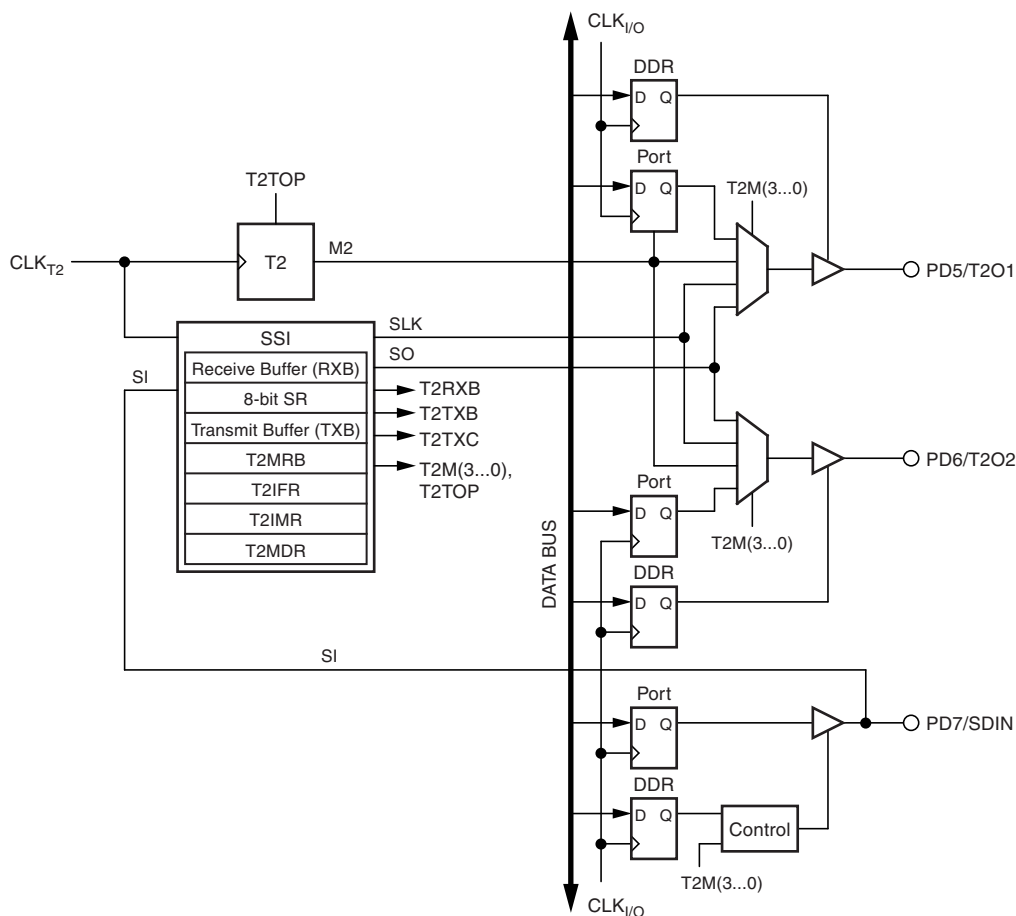 CLKI/O
DDR
D Q
Port
D Q
T2M(3...0)
T2TOP
CLKT2
T2
M2
PD5/T2O1
SSI
SLK
SO
SI
Receive Buffer (RXB)
8-bit SR
Transmit Buffer (TXB)
T2MRB
T2IFR
T2IMR
T2MDR
T2RXB
T2TXB
T2TXC
T2M(3...0),
T2TOP
PD6/T2O2
Port
D Q
T2M(3...0)
DATA BUS
DDR
D Q
SI
Port
D Q
PD7/SDIN
DDR
D Q
Control
T2M(3...0)
CLKI/O